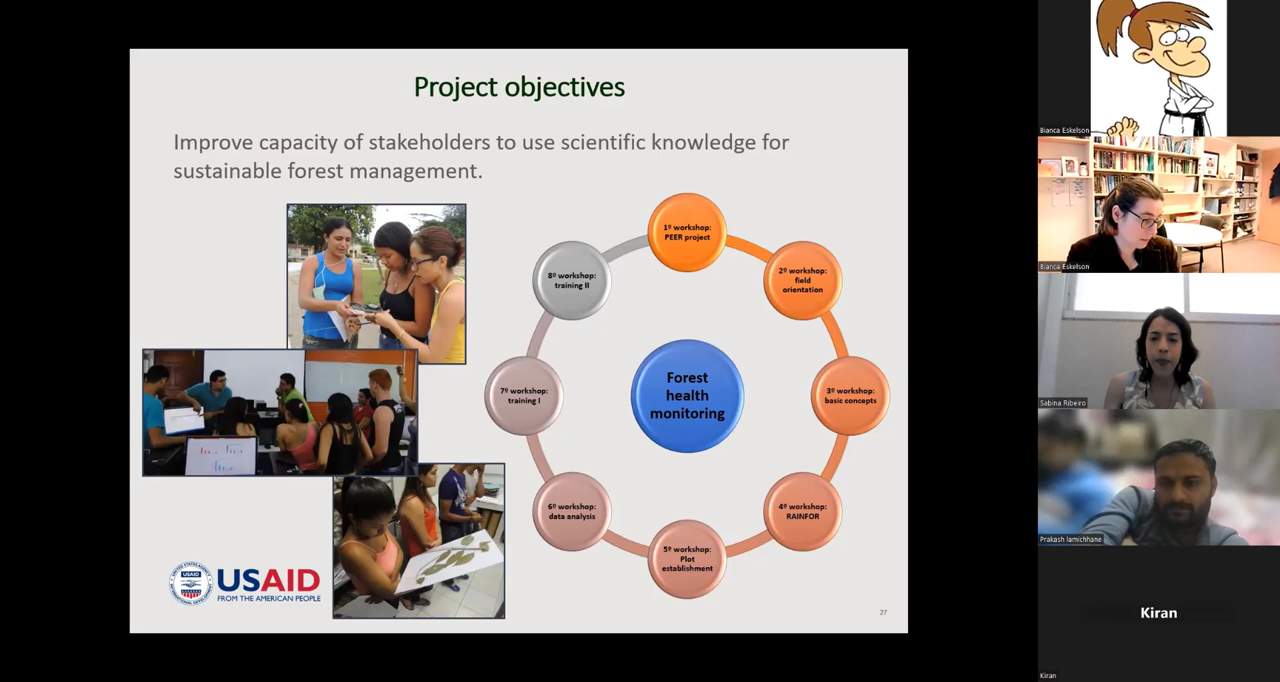 Project objectives
Improve capacity of stakeholders to use scientific knowledge for
sustainable forest management.
1º workshop:
PEER project
2º workshop:
field
orientation
3º workshop:
basic concepts
4º workshop:
RAINFOR
5º workshop:
Plot
establishment
6º workshop:
data analysis
7º workshop:
training I
8º workshop:
training II
Forest
health
monitoring
USAID
USAID
FROM THE AMERICAN PEOPLE
27
Bianca Eskelson
Bianca Eskelson
Sabina Ribeiro
Prakash lamichhane
Kiran
Kiran